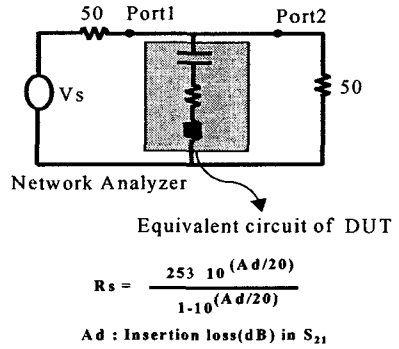 50 Port1 Port2
Vs
50
Network Analyzer
Equivalent circuit of DUT
Rs = 253 10^(Ad/20) / 1-10^(Ad/20)
Ad : Insertion loss(dB) in S21